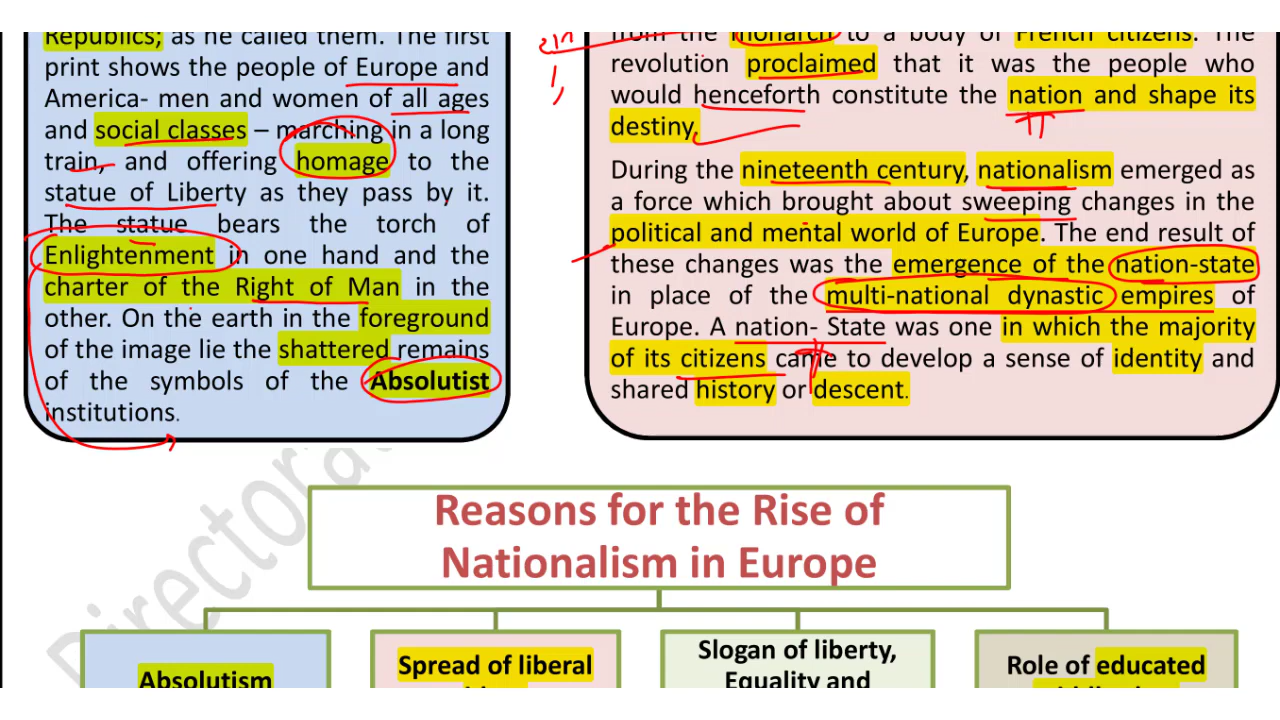 Republics; as he called them. The first
print shows the people of Europe and
America- men and women of all ages
and social classes – marching in a long
train, and offering homage to the
statue of Liberty as they pass by it.
The statue bears the torch of
Enlightenment in one hand and the
charter of the Right of Man in the
other. On the earth in the foreground
of the image lie the shattered remains
of the symbols of the Absolutist
institutions.
from the monarch to a body of French citizens. The
revolution proclaimed that it was the people who
would henceforth constitute the nation and shape its
destiny.
During the nineteenth century, nationalism emerged as
a force which brought about sweeping changes in the
political and mental world of Europe. The end result of
these changes was the emergence of the nation-state
in place of the multi-national dynastic empires of
Europe. A nation- State was one in which the majority
of its citizens came to develop a sense of identity and
shared history or descent.
Reasons for the Rise of
Nationalism in Europe
Absolutism
Spread of liberal
Slogan of liberty,
Equality and
Role of educated